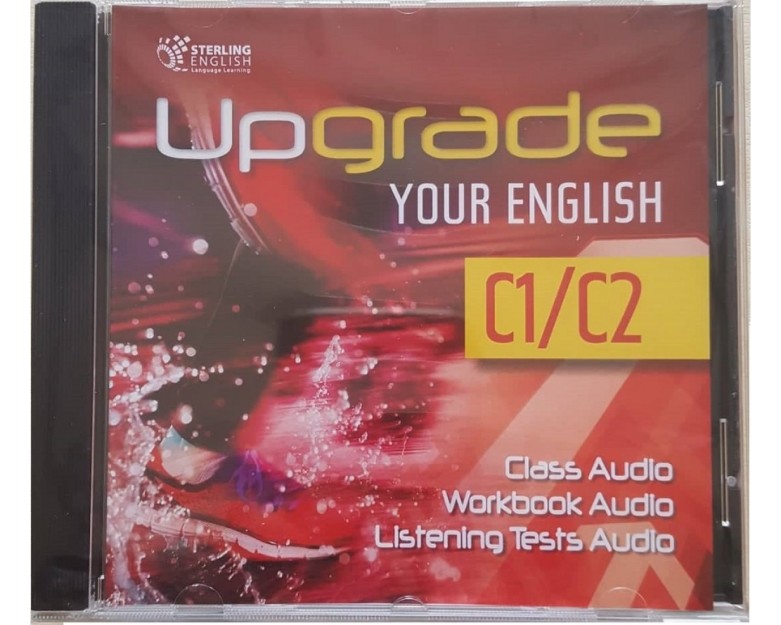 STERLING
ENGLISH
Language Learning
Upgrade
YOUR ENGLISH
C1/C2
Class Audio
Workbook Audio
Listening Tests Audio